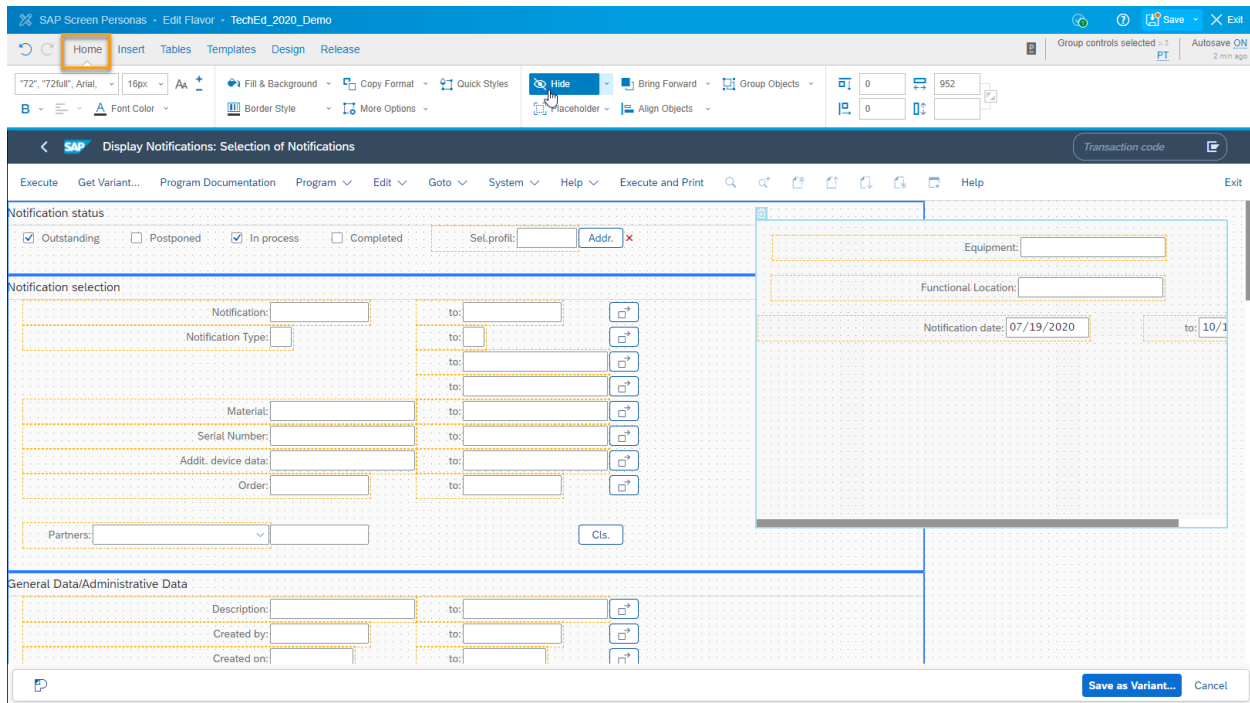 SAP Screen Personas • Edit Flavor • TechEd_2020_Demo Save Exit
Home Insert Tables Templates Design Release Group controls selected x 3 Autosave ON
PT 2 min ago
"72", "72full", Arial, 16px Fill & Background Copy Format Quick Styles Hide Bring Forward Group Objects 0 952
B A Font Color Border Style More Options Placeholder Align Objects 0
SAP Display Notifications: Selection of Notifications Transaction code
Execute Get Variant... Program Documentation Program Edit Goto System Help Execute and Print Help Exit
Notification status
Outstanding Postponed In process Completed Sel.profil: Addr.
Equipment:
Notification selection
Functional Location:
Notification: to:
Notification date: 07/19/2020 to: 10/1
Notification Type: to:
to:
to:
Material: to:
Serial Number: to:
Addit. device data: to:
Order: to:
Partners: Cls.
General Data/Administrative Data
Description: to:
Created by: to:
Created on: to:
Save as Variant... Cancel